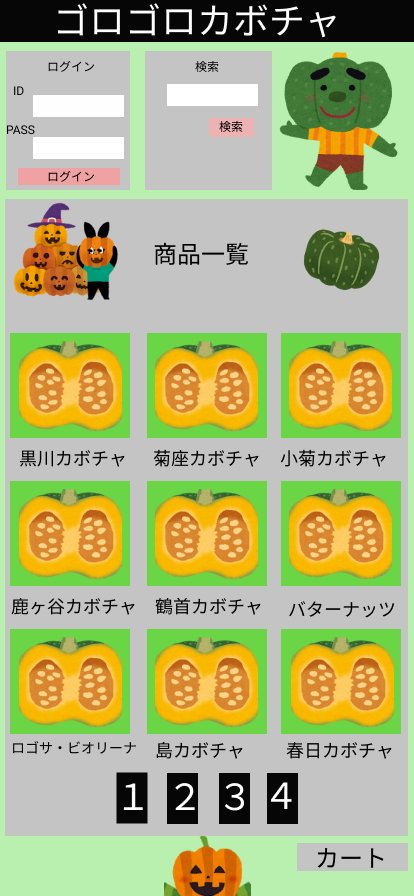 ゴロゴロカボチャ
ログイン
ID
PASS
ログイン
検索
検索
商品一覧
黒川カボチャ
菊座カボチャ
小菊カボチャ
鹿ヶ谷カボチャ
鶴首カボチャ
バターナッツ
ロゴサ・ビオリーナ
島カボチャ
春日カボチャ
1 2 3 4
カート